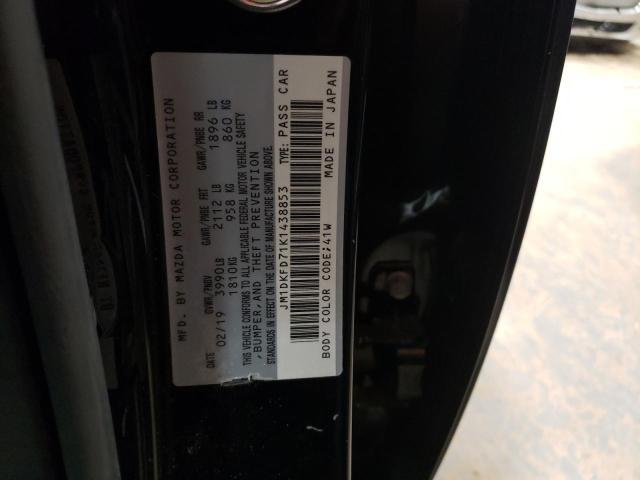 MFD. BY MAZDA MOTOR CORPORATION
DATE GVWR/PNBV GAWR/PNBE FRT GAWR/PNBE RR
02/19 3990LB 2112 LB 1896 LB
1810KG 958 KG 860 KG
THIS VEHICLE CONFORMS TO ALL APPLICABLE FEDERAL MOTOR VEHICLE SAFETY
,BUMPER,AND THEFT PREVENTION
STANDARDS IN EFFECT ON THE DATE OF MANUFACTURE SHOWN ABOVE.
JM1DKFD71K1438853 TYPE: PASS CAR
BODY COLOR CODE;41W MADE IN JAPAN